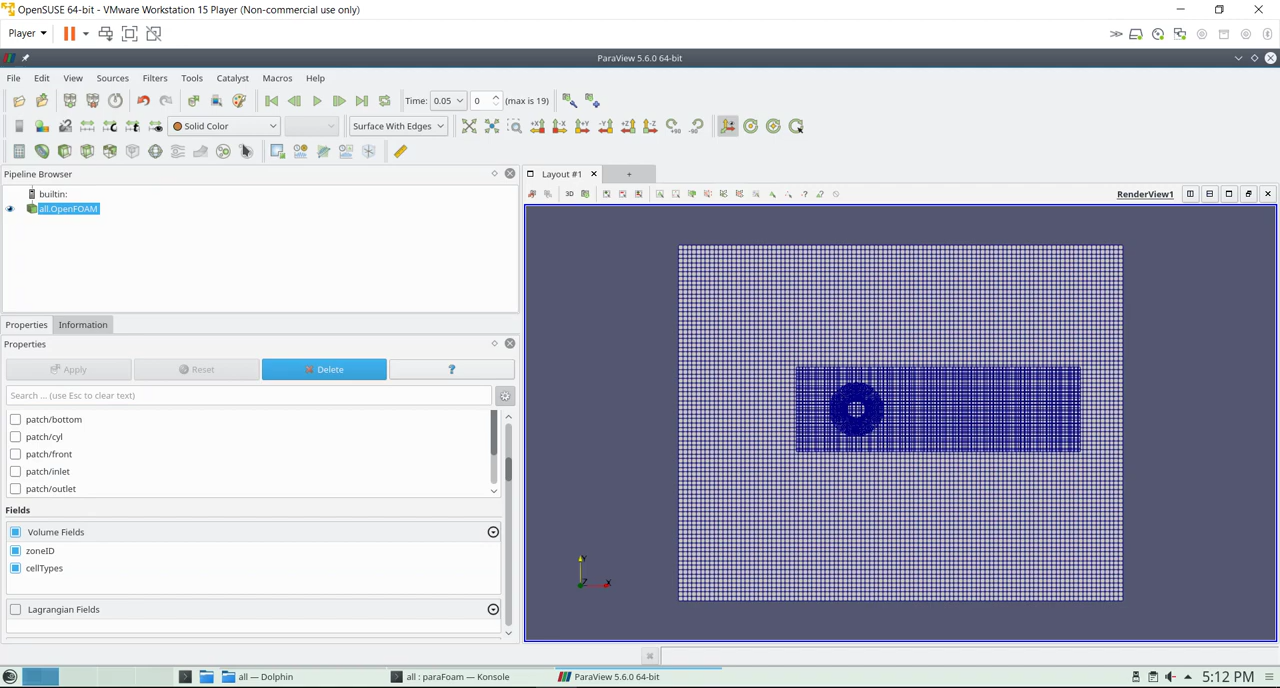 OpenSUSE 64-bit - VMware Workstation 15 Player (Non-commercial use only)
Player
ParaView 5.6.0 64-bit
File Edit View Sources Filters Tools Catalyst Macros Help
Time: 0.05 0 (max is 19)
Solid Color Surface With Edges
+X -X +Y -Y +Z -Z +90 -90
Pipeline Browser
Layout #1 +
builtin:
3D RenderView1
all.OpenFOAM
Properties Information
Properties
Apply Reset Delete ?
Search ... (use Esc to clear text)
patch/bottom
patch/cyl
patch/front
patch/inlet
patch/outlet
Fields
Volume Fields
zoneID
cellTypes
Lagrangian Fields
Y
Z X
all — Dolphin all : paraFoam — Konsole ParaView 5.6.0 64-bit 5:12 PM